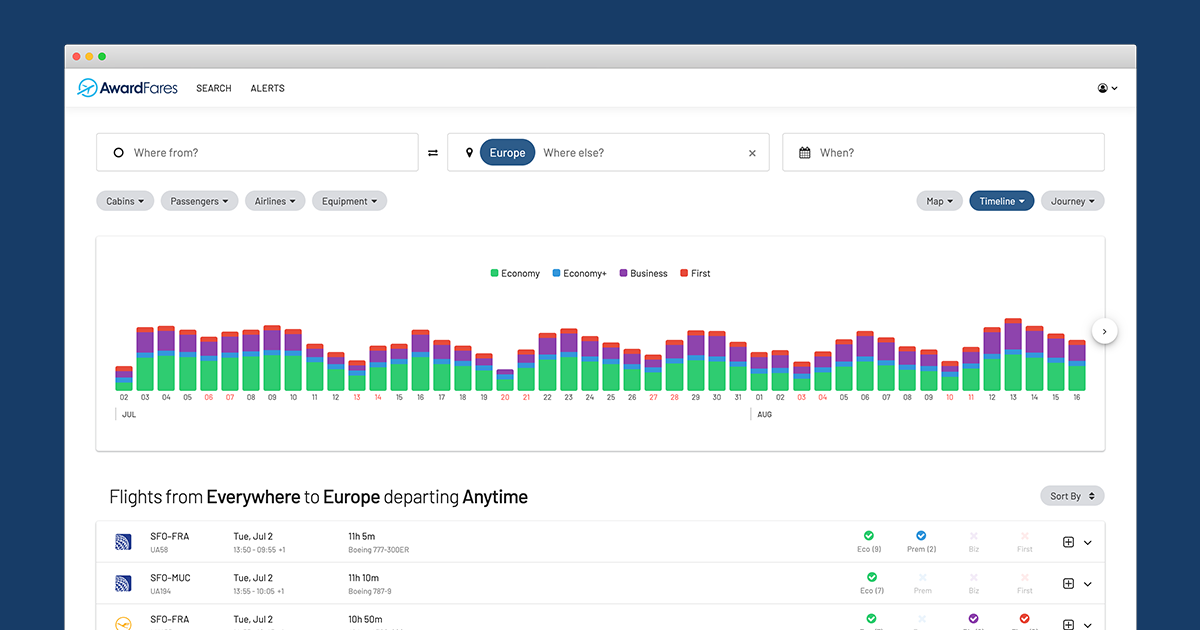 AwardFares SEARCH ALERTS
Where from? Europe Where else? When?
Cabins Passengers Airlines Equipment Map Timeline Journey
Economy Economy+ Business First
02 03 04 05 06 07 08 09 10 11 12 13 14 15 16 17 18 19 20 21 22 23 24 25 26 27 28 29 30 31 01 02 03 04 05 06 07 08 09 10 11 12 13 14 15 16
JUL AUG
Flights from Everywhere to Europe departing Anytime Sort By
SFO-FRA Tue, Jul 2 11h 5m
UA58 13:50 - 09:55 +1 Boeing 777-300ER Eco (9) Prem (2) Biz First
SFO-MUC Tue, Jul 2 11h 10m
UA194 13:55 - 10:05 +1 Boeing 787-9 Eco (7) Prem Biz First
SFO-FRA Tue, Jul 2 10h 50m